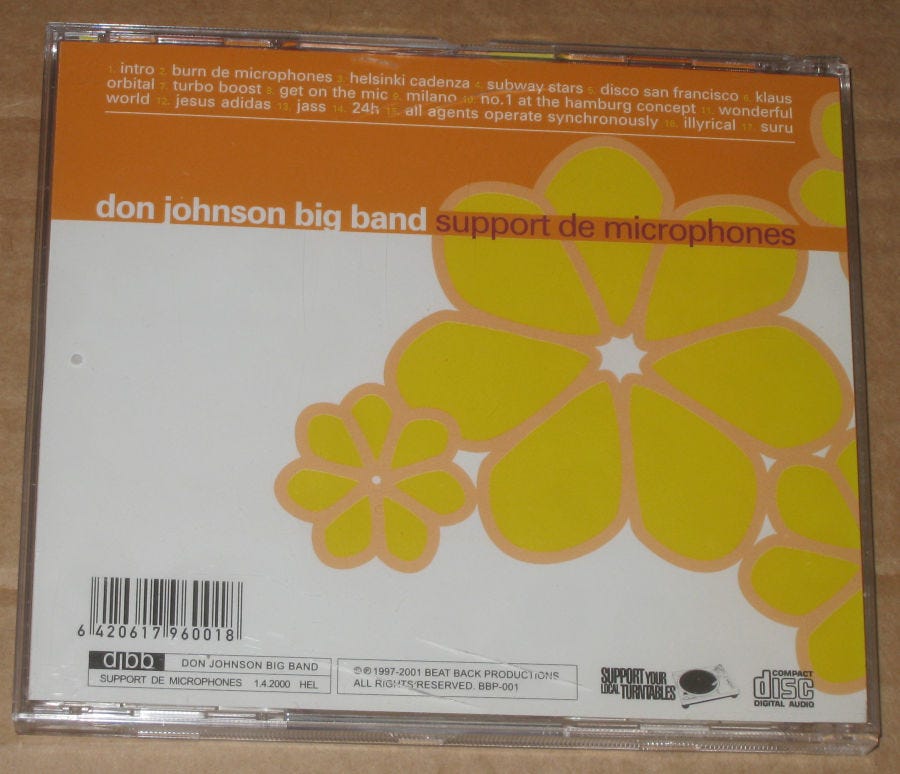 1. intro 2. burn de microphones 3. helsinki cadenza 4. subway stars 5. disco san francisco 6. klaus
orbital 7. turbo boost 8. get on the mic 9. milano 10. no.1 at the hamburg concept 11. wonderful
world 12. jesus adidas 13. jass 14. 24h 15. all agents operate synchronously 16. illyrical 17. suru
don johnson big band support de microphones
6 420617 960018
djbb DON JOHNSON BIG BAND
SUPPORT DE MICROPHONES 1.4.2000 HEL
©℗1997-2001 BEAT BACK PRODUCTIONS
ALL RIGHTS RESERVED. BBP-001
SUPPORT YOUR
LOCAL TURNTABLES
COMPACT
disc
DIGITAL AUDIO